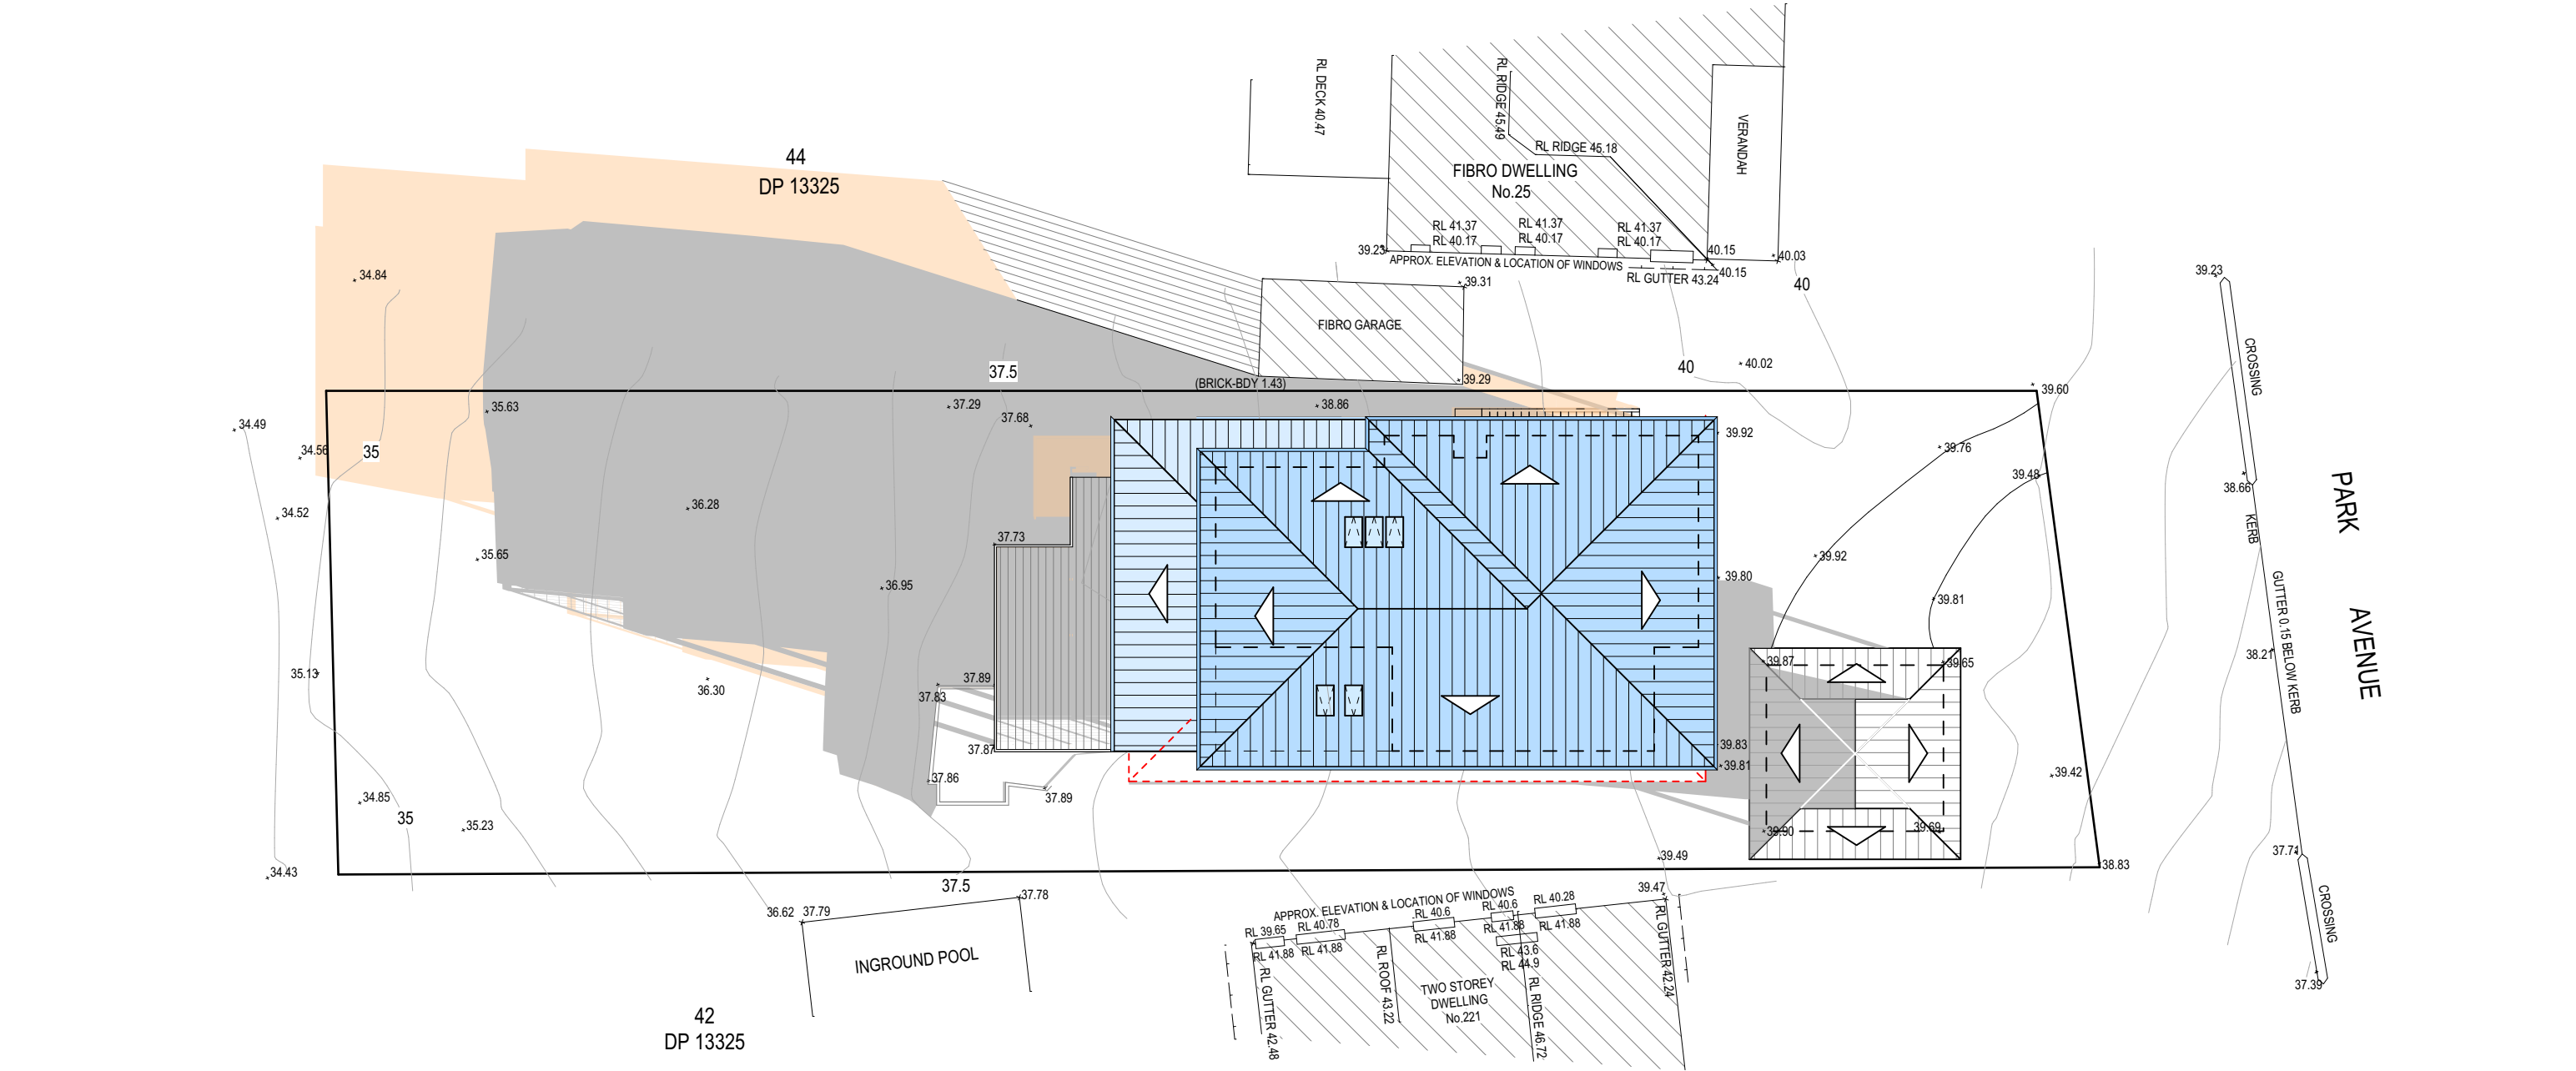 RL DECK 40.47
RL RIDGE 45.49
RL RIDGE 45.18
VERANDAH
FIBRO DWELLING
No.25
44
DP 13325
RL 41.37
RL 40.17
RL 41.37
RL 40.17
RL 41.37
RL 40.17
39.23
40.15
40.03
APPROX. ELEVATION & LOCATION OF WINDOWS
40.15
RL GUTTER 43.24
40
39.31
39.23
34.84
FIBRO GARAGE
CROSSING
37.5
40
40.02
(BRICK-BDY 1.43)
39.29
39.60
35.63
37.29
38.86
37.68
34.49
39.92
39.76
34.56
35
39.48
38.66
PARK
AVENUE
36.28
34.52
KERB
37.73
35.65
39.92
39.80
36.95
39.81
GUTTER 0.15 BELOW KERB
38.21
39.87
39.65
35.13
37.89
36.30
37.83
37.87
39.83
39.81
37.86
39.42
34.85
37.89
35
35.23
39.90
39.69
39.49
37.71
38.83
34.43
37.5
39.47
37.78
36.62
37.79
APPROX. ELEVATION & LOCATION OF WINDOWS
RL 39.65
RL 40.78
RL 40.6
RL 40.6
RL 40.28
RL 41.88
RL 41.88
RL 41.88
RL 41.88
RL 41.88
RL 43.6
RL 44.9
CROSSING
INGROUND POOL
RL GUTTER 42.48
RL ROOF 43.22
TWO STOREY
DWELLING
No.221
RL RIDGE 46.72
RL GUTTER 42.24
37.39
42
DP 13325